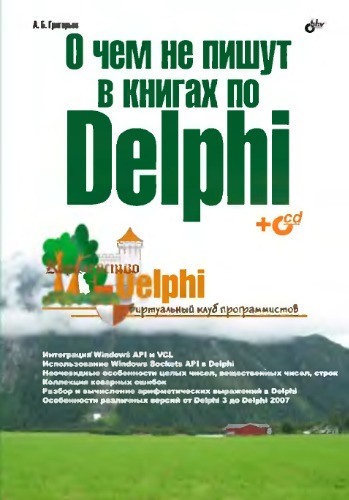 А. Б. Григорьев
bhv
О чем не пишут
в книгах по
Delphi
+ cd
Королевство
Delphi
виртуальный клуб программистов
Интеграция Windows API и VCL
Использование Windows Sockets API в Delphi
Неочевидные особенности целых чисел, вещественных чисел, строк
Коллекция коварных ошибок
Разбор и вычисление арифметических выражений в Delphi
Особенности различных версий от Delphi 3 до Delphi 2007